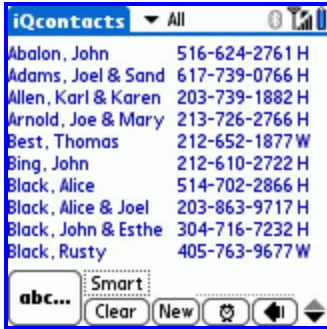 iQcontacts All
Abalon, John 516-624-2761 H
Adams, Joel & Sand 617-739-0766 H
Allen, Karl & Karen 203-739-1882 H
Arnold, Joe & Mary 213-726-2766 H
Best, Thomas 212-652-1877 W
Bing, John 212-610-2722 H
Black, Alice 514-702-2866 H
Black, Alice & Joel 203-863-9717 H
Black, John & Esthe 304-716-7232 H
Black, Rusty 405-763-9677 W
abc... Smart
Clear New